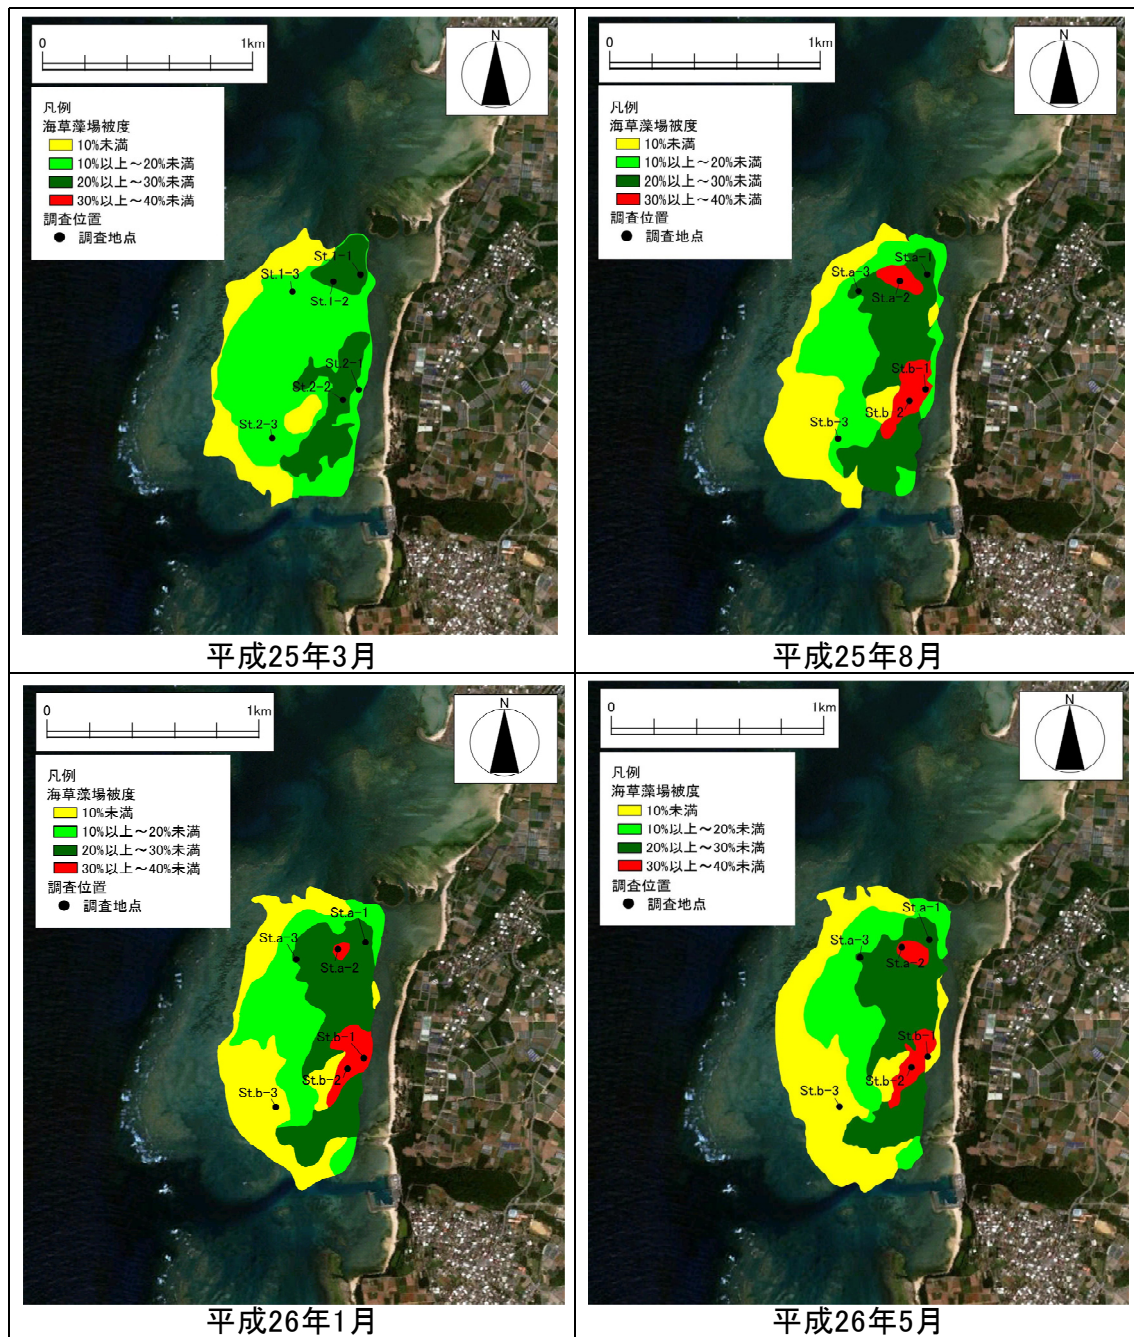 0 1km
N
凡例
海草藻場被度
10%未満
10%以上～20%未満
20%以上～30%未満
30%以上～40%未満
調査位置
調査地点
St.1-1
St.1-3
St.1-2
St.2-1
St.2-2
St.2-3
平成25年3月
0 1km
N
凡例
海草藻場被度
10%未満
10%以上～20%未満
20%以上～30%未満
30%以上～40%未満
調査位置
調査地点
St.a-1
St.a-3
St.a-2
St.b-1
St.b-2
St.b-3
平成25年8月
0 1km
N
凡例
海草藻場被度
10%未満
10%以上～20%未満
20%以上～30%未満
30%以上～40%未満
調査位置
調査地点
St.a-1
St.a-3
St.a-2
St.b-1
St.b-2
St.b-3
平成26年1月
0 1km
N
凡例
海草藻場被度
10%未満
10%以上～20%未満
20%以上～30%未満
30%以上～40%未満
調査位置
調査地点
St.a-1
St.a-3
St.a-2
St.b-1
St.b-2
St.b-3
平成26年5月